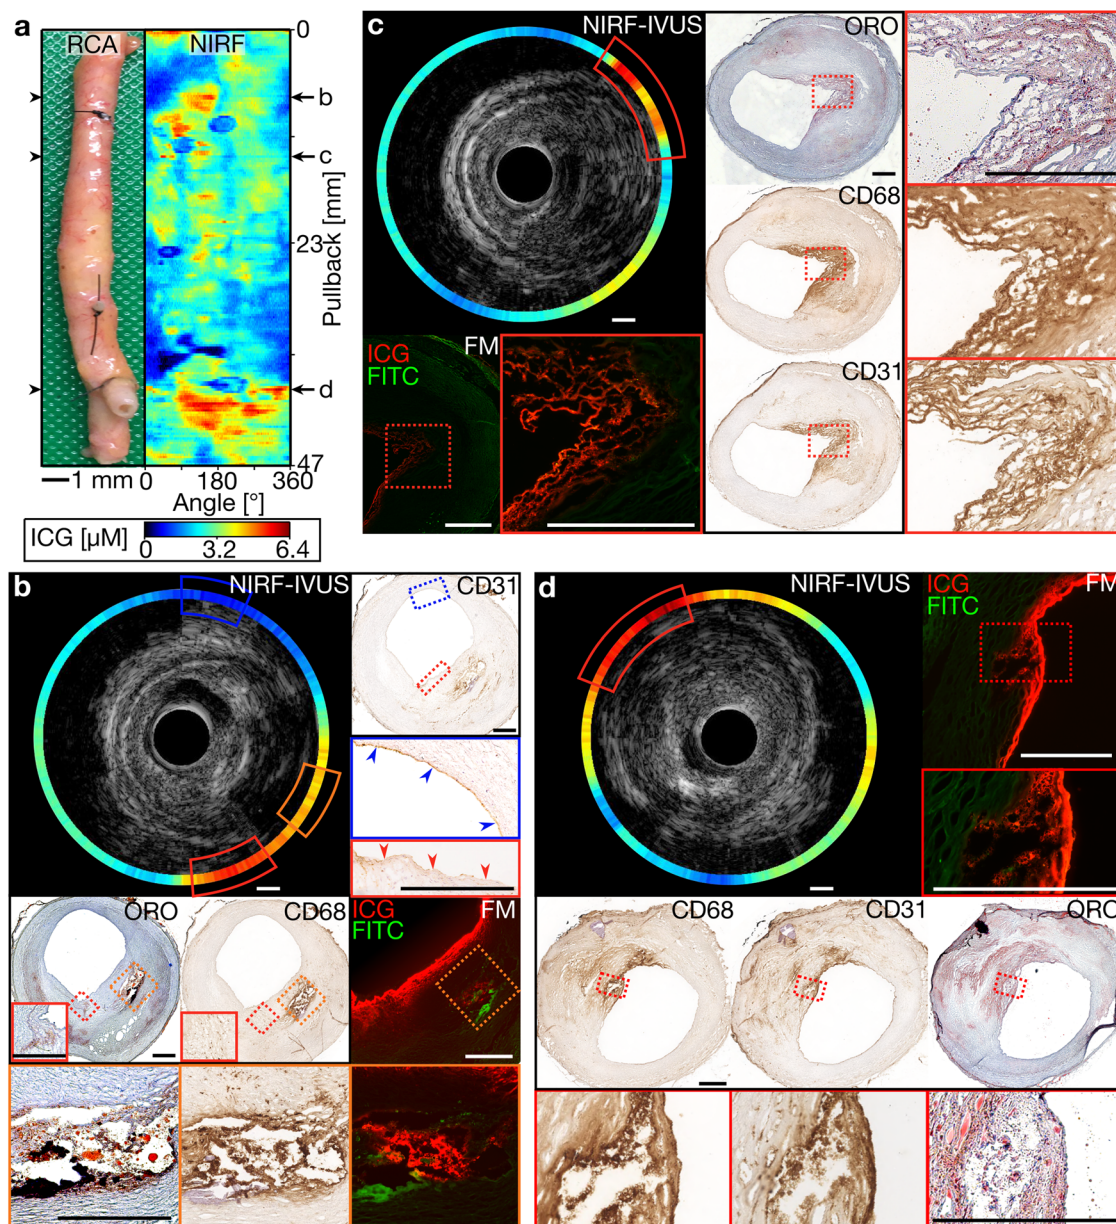 a
RCA
NIRF
0
b
c
23
Pullback [mm]
d
47
1 mm
0
180
360
Angle [°]
ICG [µM]
0
3.2
6.4
c
NIRF-IVUS
ORO
CD68
ICG
FITC
FM
CD31
b
NIRF-IVUS
CD31
ORO
CD68
ICG
FITC
FM
d
NIRF-IVUS
ICG
FITC
FM
CD68
CD31
ORO